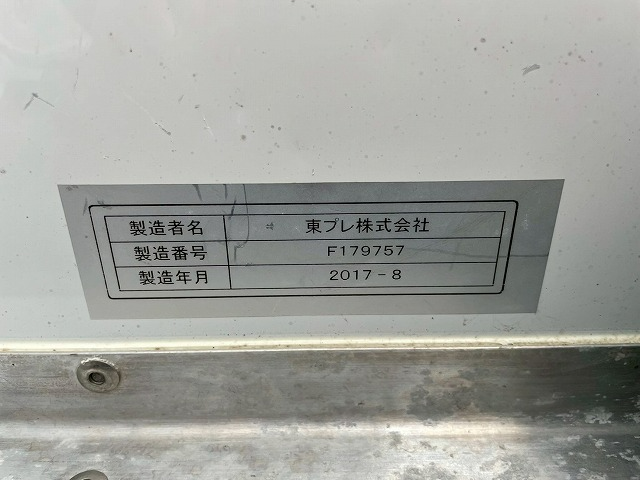 製造者名 東プレ株式会社
製造番号 F179757
製造年月 2017-8